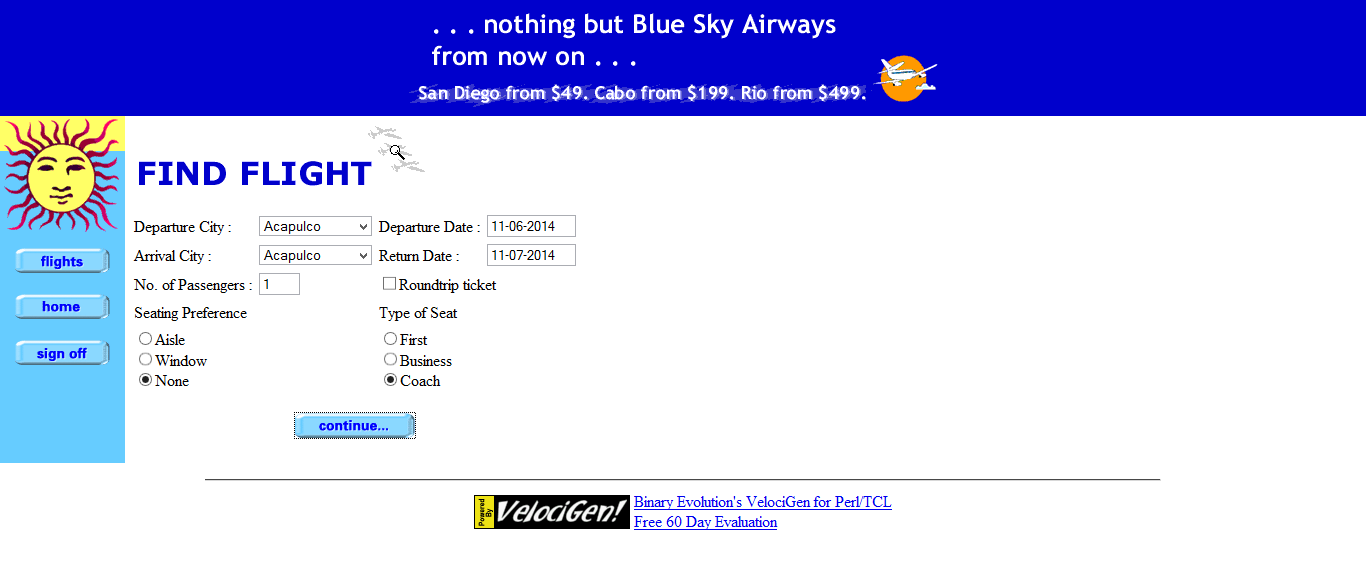 . . . nothing but Blue Sky Airways
from now on . . .
San Diego from $49. Cabo from $199. Rio from $499.
FIND FLIGHT
flights
home
sign off
Departure City : Acapulco Departure Date : 11-06-2014
Arrival City : Acapulco Return Date : 11-07-2014
No. of Passengers : 1 Roundtrip ticket
Seating Preference Type of Seat
Aisle First
Window Business
None Coach
continue...
Powered By VelociGen!
Binary Evolution's VelociGen for Perl/TCL
Free 60 Day Evaluation